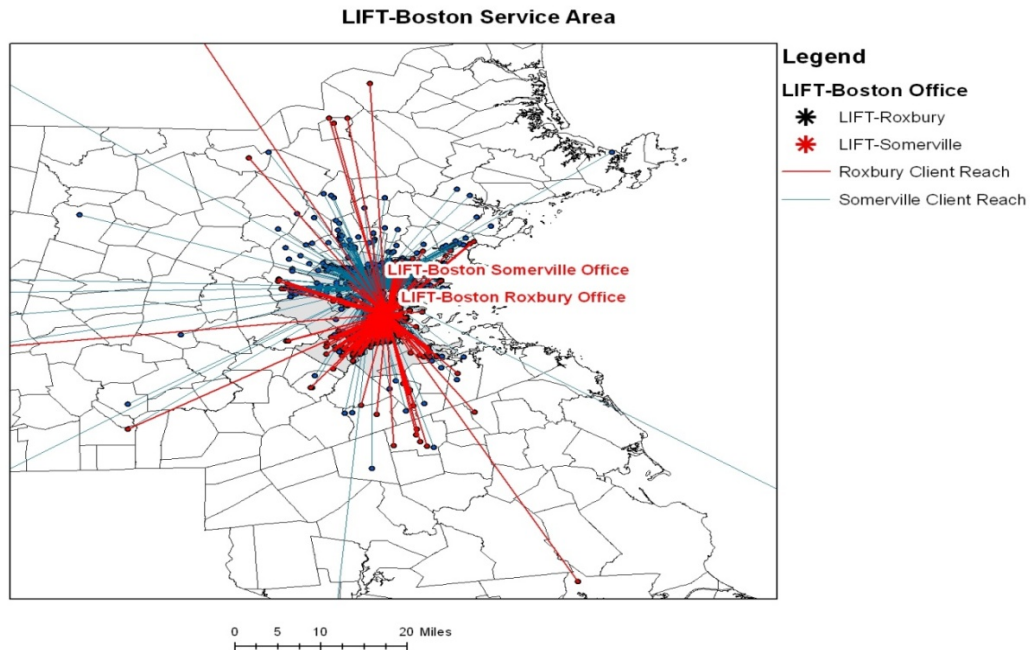 LIFT-Boston Service Area
Legend
LIFT-Boston Office
LIFT-Roxbury
LIFT-Somerville
Roxbury Client Reach
Somerville Client Reach
LIFT-Boston Somerville Office
LIFT-Boston Roxbury Office
0 5 10 20 Miles